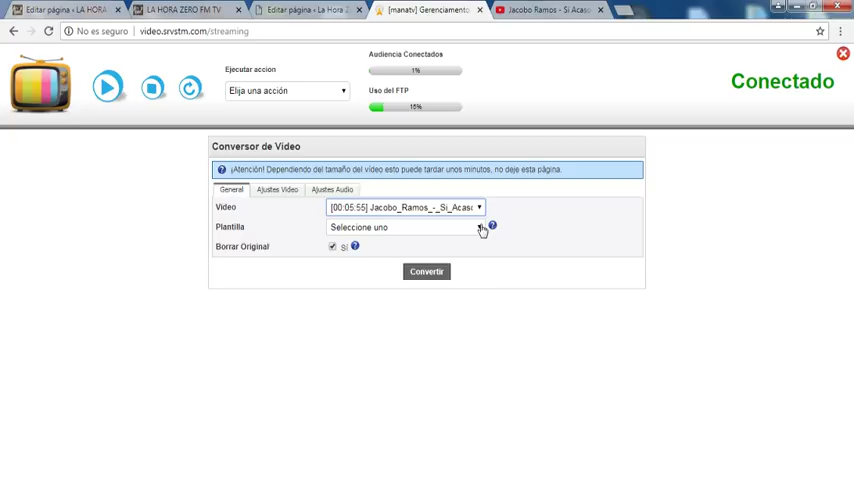 Editar página ‹ La Hora
LA HORA ZERO FM TV
Editar página ‹ La Hora Z
[manatv] Gerenciamento
Jacobo Ramos - Si Acaso
No es seguro
video.srvstm.com/streaming
Audiencia Conectados
1%
Ejecutar accion
Elija una acción
Uso del FTP
15%
Conectado
Conversor de Vídeo
¡Atención! Dependiendo del tamaño del vídeo esto puede tardar unos minutos, no deje esta página.
General
Ajustes Video
Ajustes Audio
Video
[00:05:55] Jacobo_Ramos_-_Si_Acaso
Plantilla
Seleccione uno
Borrar Original
Sí
Convertir